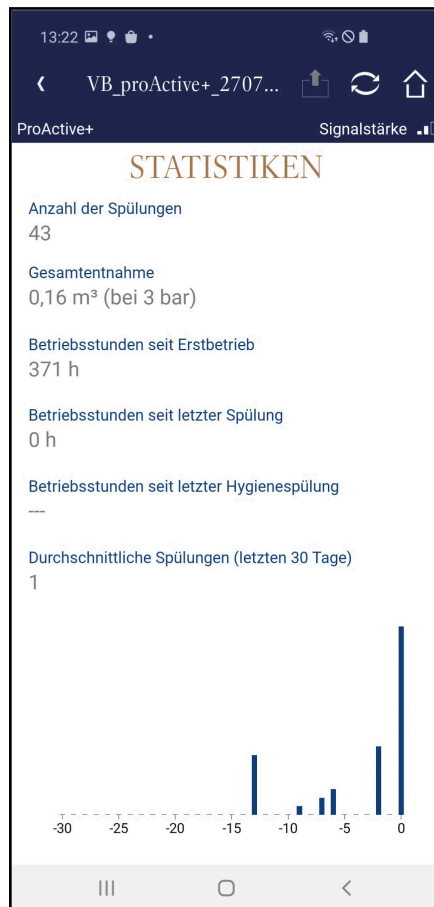 13:22
VB_proActive+_2707...
ProActive+ Signalstärke
STATISTIKEN
Anzahl der Spülungen
43
Gesamtentnahme
0,16 m³ (bei 3 bar)
Betriebsstunden seit Erstbetrieb
371 h
Betriebsstunden seit letzter Spülung
0 h
Betriebsstunden seit letzter Hygienespülung
---
Durchschnittliche Spülungen (letzten 30 Tage)
1
-30 -25 -20 -15 -10 -5 0